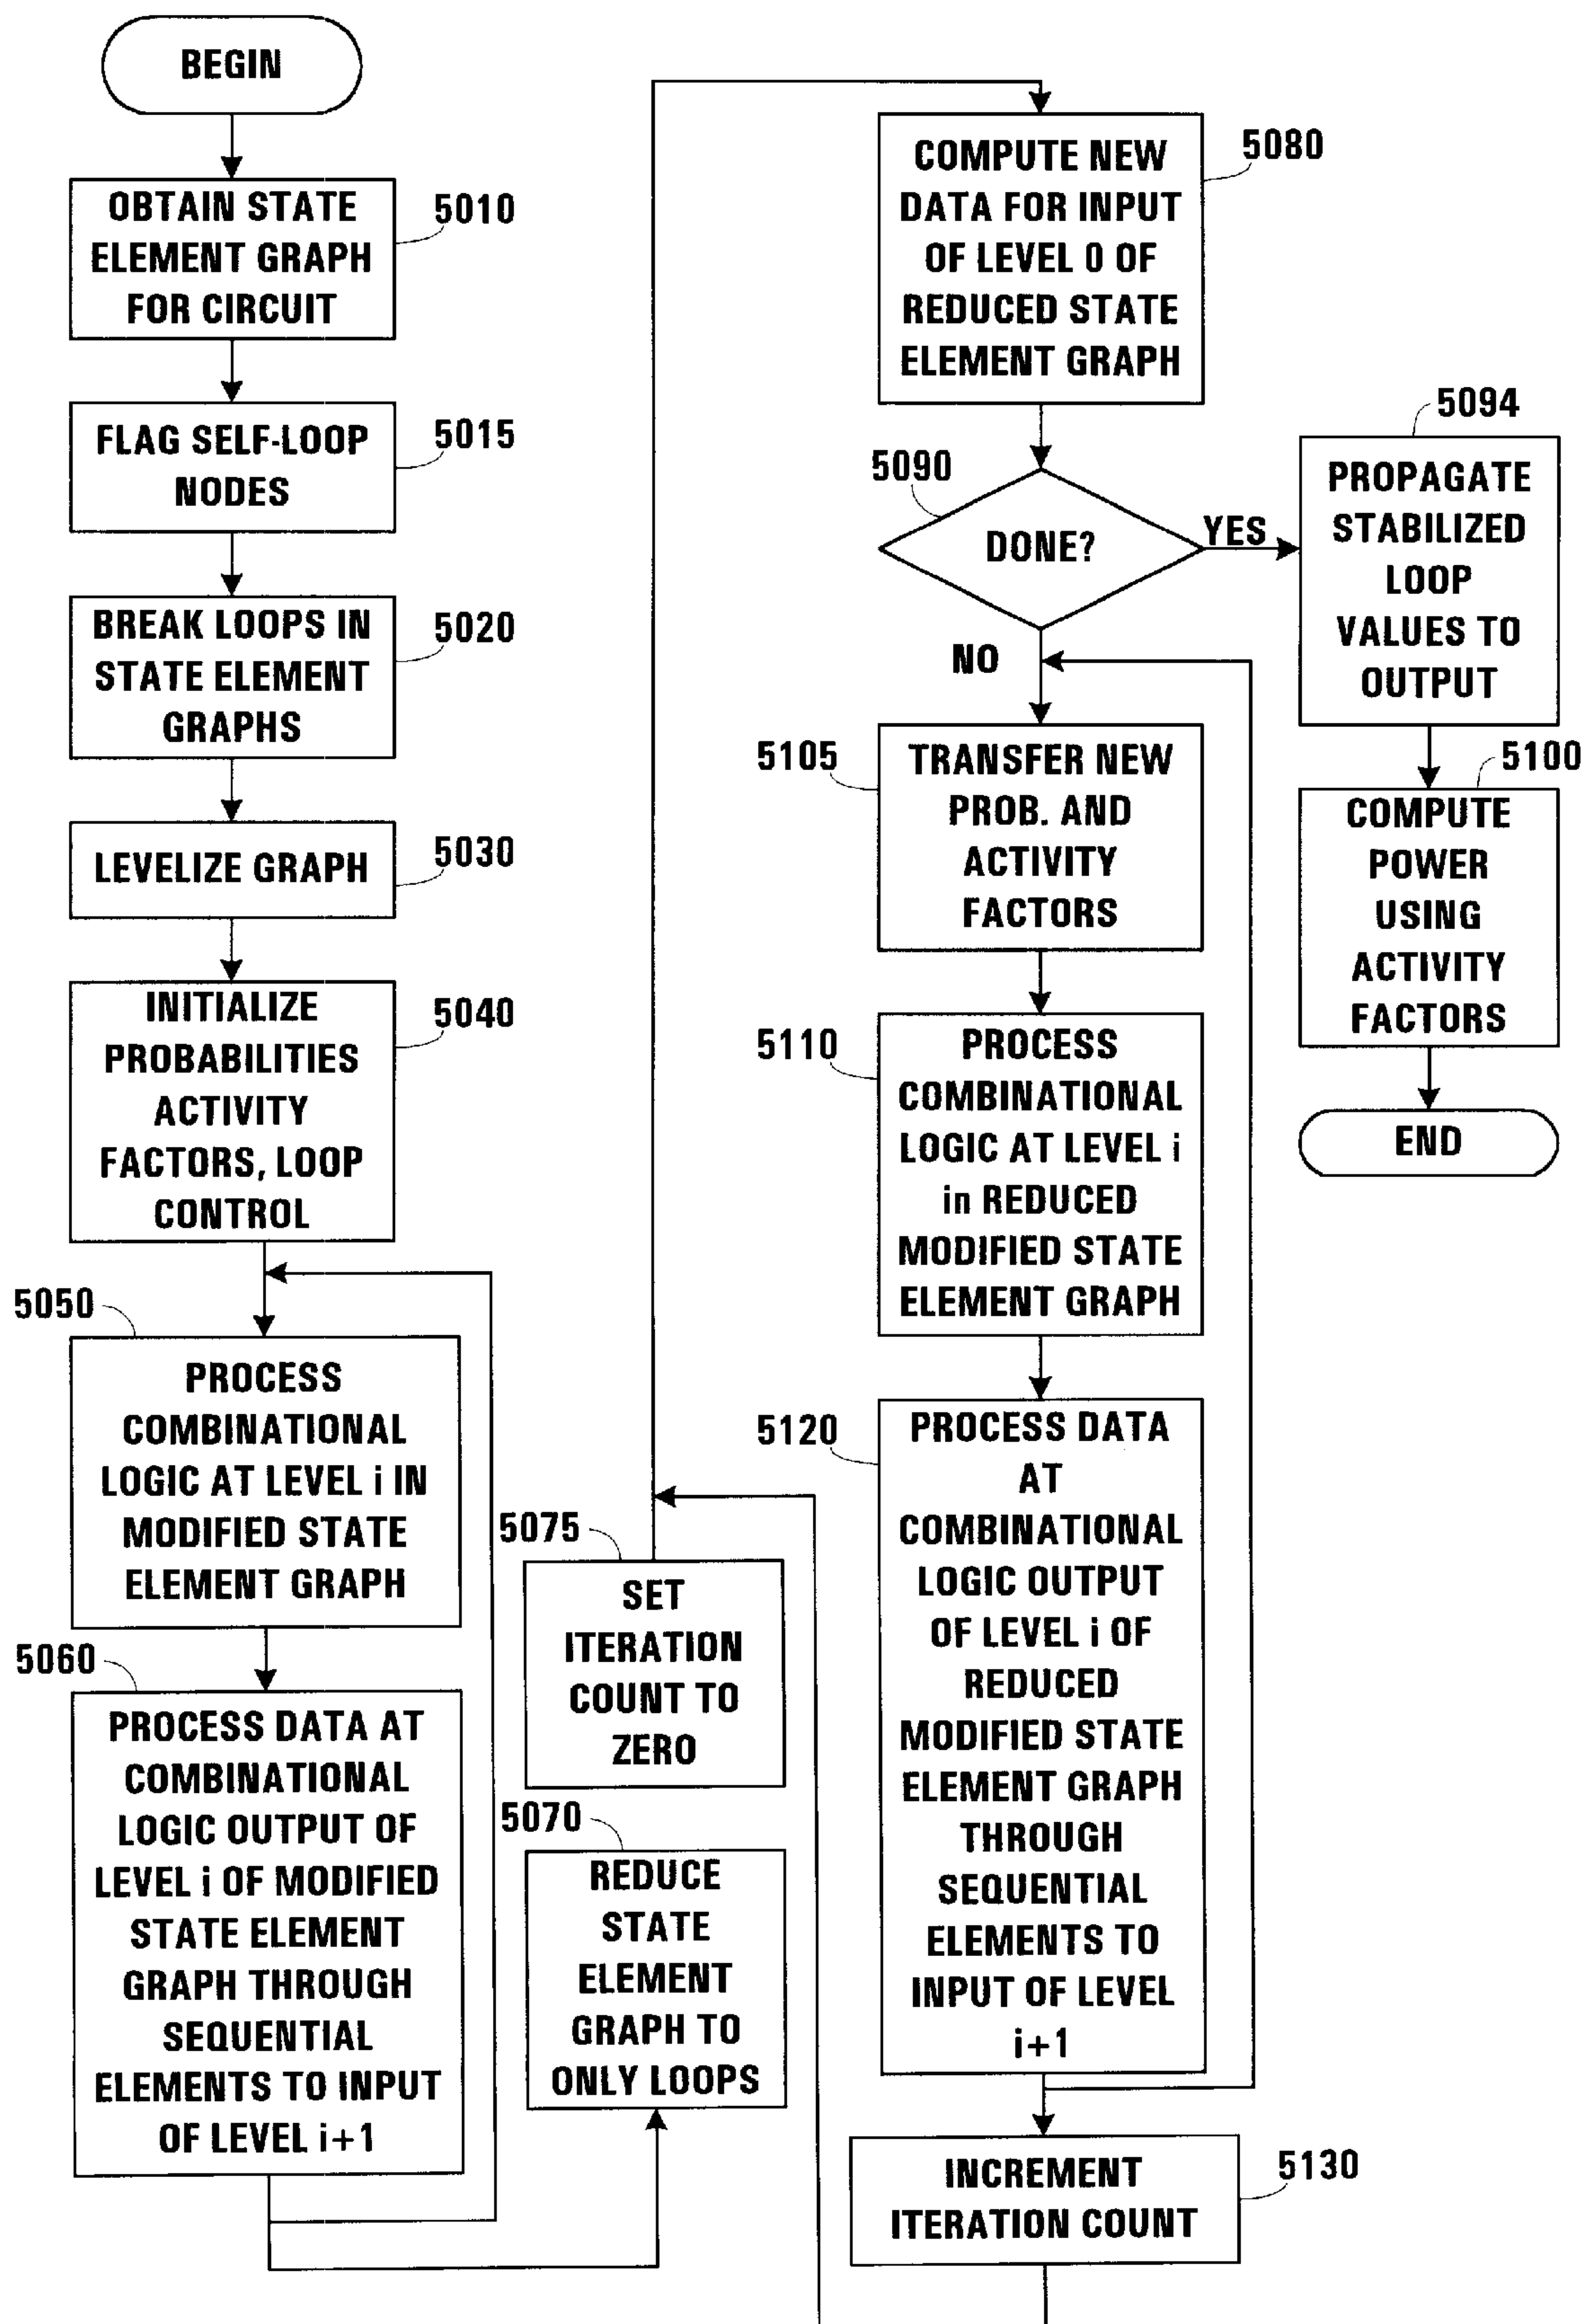 BEGIN
OBTAIN STATE
ELEMENT GRAPH
FOR CIRCUIT
5010
FLAG SELF-LOOP
NODES
5015
BREAK LOOPS IN
STATE ELEMENT
GRAPHS
5020
LEVELIZE GRAPH
5030
INITIALIZE
PROBABILITIES
ACTIVITY
FACTORS, LOOP
CONTROL
5040
5050
PROCESS
COMBINATIONAL
LOGIC AT LEVEL i IN
MODIFIED STATE
ELEMENT GRAPH
5060
PROCESS DATA AT
COMBINATIONAL
LOGIC OUTPUT OF
LEVEL i OF MODIFIED
STATE ELEMENT
GRAPH THROUGH
SEQUENTIAL
ELEMENTS TO INPUT
OF LEVEL i+1
5070
REDUCE
STATE
ELEMENT
GRAPH TO
ONLY LOOPS
5075
SET
ITERATION
COUNT TO
ZERO
COMPUTE NEW
DATA FOR INPUT
OF LEVEL 0 OF
REDUCED STATE
ELEMENT GRAPH
5080
5090
DONE?
YES
NO
5094
PROPAGATE
STABILIZED
LOOP
VALUES TO
OUTPUT
5100
COMPUTE
POWER
USING
ACTIVITY
FACTORS
END
5105
TRANSFER NEW
PROB. AND
ACTIVITY
FACTORS
5110
PROCESS
COMBINATIONAL
LOGIC AT LEVEL i
in REDUCED
MODIFIED STATE
ELEMENT GRAPH
5120
PROCESS DATA
AT
COMBINATIONAL
LOGIC OUTPUT
OF LEVEL i OF
REDUCED
MODIFIED STATE
ELEMENT GRAPH
THROUGH
SEQUENTIAL
ELEMENTS TO
INPUT OF LEVEL
i+1
INCREMENT
ITERATION COUNT
5130